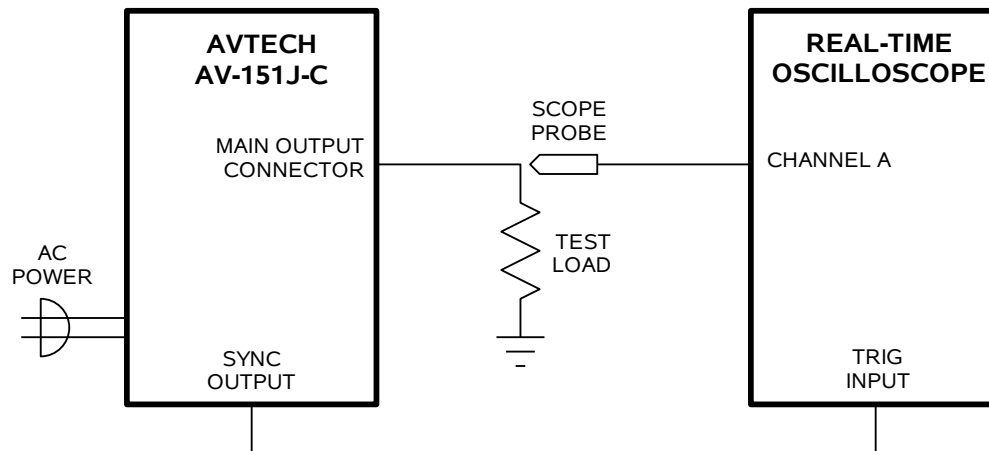 AVTECH
AV-151J-C
MAIN OUTPUT
CONNECTOR
AC
POWER
SYNC
OUTPUT
SCOPE
PROBE
TEST
LOAD
REAL-TIME
OSCILLOSCOPE
CHANNEL A
TRIG
INPUT